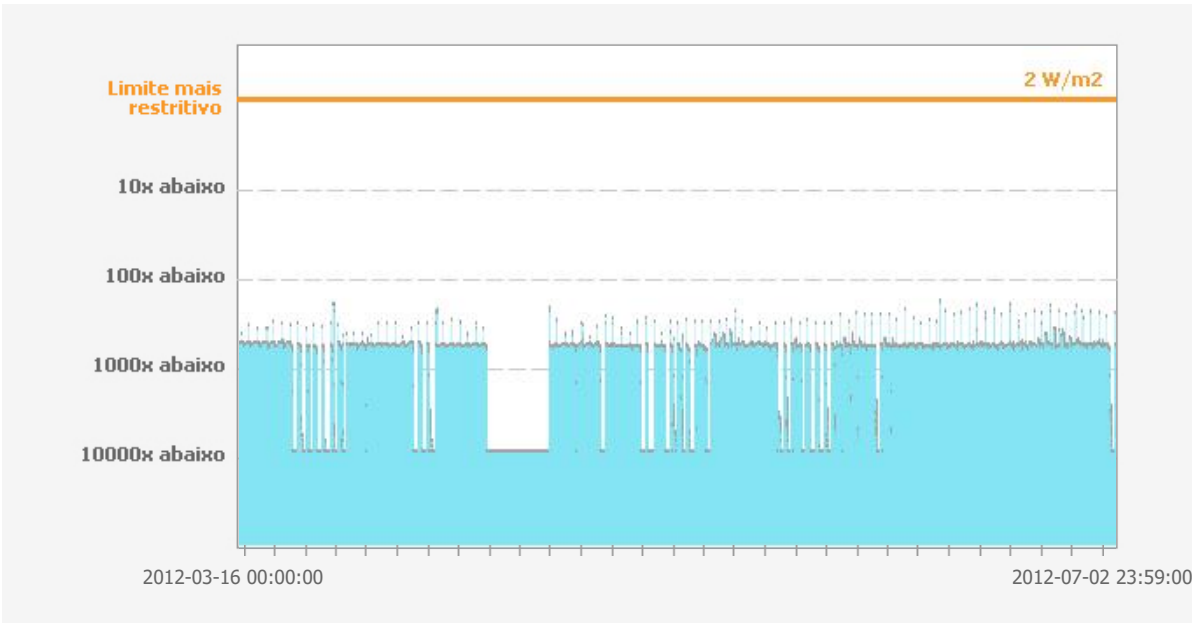 2 W/m2
Limite mais
restritivo
10x abaixo
100x abaixo
1000x abaixo
10000x abaixo
2012-03-16 00:00:00
2012-07-02 23:59:00